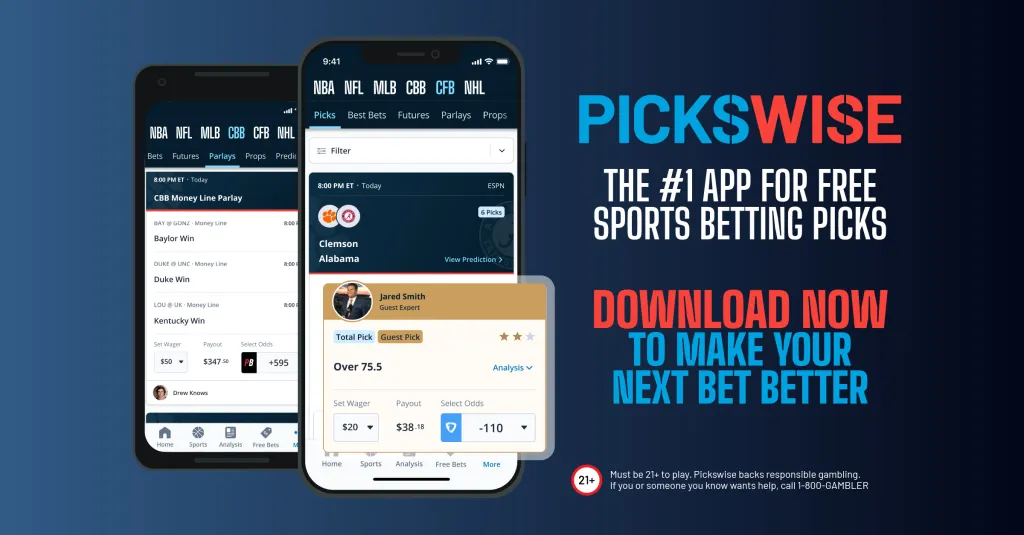 NBA NFL MLB CBB CFB NHL
Bets Futures Parlays Props Predic
8:00 PM ET · Today
CBB Money Line Parlay
BAY @ GONZ · Money Line 8:00
Baylor Win
DUKE @ UNC · Money Line 8:00
Duke Win
LOU @ UK · Money Line 8:00
Kentucky Win
Set Wager Payout Select Odds
$50 $347.50 PB +595
Drew Knows
Home Sports Analysis Free Bets M
9:41
NBA NFL MLB CBB CFB NHL
Picks Best Bets Futures Parlays Props
Filter
8:00 PM ET · Today ESPN
6 Picks
Clemson
Alabama View Prediction
Jared Smith
Guest Expert
Total Pick Guest Pick
Over 75.5 Analysis
Set Wager Payout Select Odds
$20 $38.18 -110
Home Sports Analysis Free Bets More
PICKSWISE
THE #1 APP FOR FREE
SPORTS BETTING PICKS
DOWNLOAD NOW
TO MAKE YOUR
NEXT BET BETTER
21+
Must be 21+ to play. Pickswise backs responsible gambling.
If you or someone you know wants help, call 1-800-GAMBLER